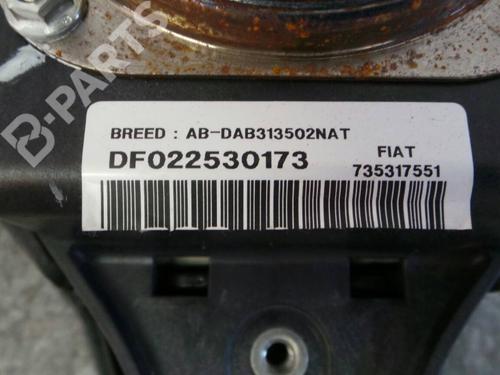 B-PARTS
BREED : AB-DAB313502NAT
DF022530173
FIAT
735317551